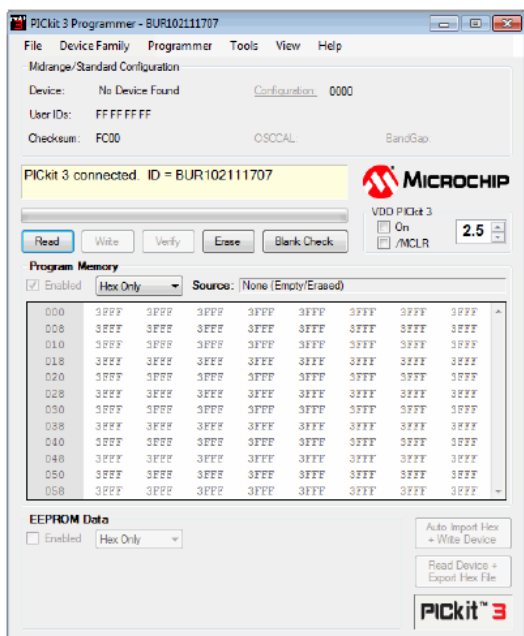 PICkit 3 Programmer - BUR102111707
File Device Family Programmer Tools View Help
Midrange/Standard Configuration
Device: No Device Found Configuration: 0000
User IDs: FF FF FF FF
Checksum: FC00 OSCCAL: BandGap:
PICkit 3 connected. ID = BUR102111707
MICROCHIP
VDD PICkit 3
On
/MCLR
2.5
Read Write Verify Erase Blank Check
Program Memory
Enabled Hex Only Source: None (Empty/Erased)
000 3FFF 3FFF 3FFF 3FFF 3FFF 3FFF 3FFF 3FFF
008 3FFF 3FFF 3FFF 3FFF 3FFF 3FFF 3FFF 3FFF
010 3FFF 3FFF 3FFF 3FFF 3FFF 3FFF 3FFF 3FFF
018 3FFF 3FFF 3FFF 3FFF 3FFF 3FFF 3FFF 3FFF
020 3FFF 3FFF 3FFF 3FFF 3FFF 3FFF 3FFF 3FFF
028 3FFF 3FFF 3FFF 3FFF 3FFF 3FFF 3FFF 3FFF
030 3FFF 3FFF 3FFF 3FFF 3FFF 3FFF 3FFF 3FFF
038 3FFF 3FFF 3FFF 3FFF 3FFF 3FFF 3FFF 3FFF
040 3FFF 3FFF 3FFF 3FFF 3FFF 3FFF 3FFF 3FFF
048 3FFF 3FFF 3FFF 3FFF 3FFF 3FFF 3FFF 3FFF
050 3FFF 3FFF 3FFF 3FFF 3FFF 3FFF 3FFF 3FFF
058 3FFF 3FFF 3FFF 3FFF 3FFF 3FFF 3FFF 3FFF
EEPROM Data
Enabled Hex Only
Auto Import Hex
+ Write Device
Read Device +
Export Hex File
PICkit™ 3